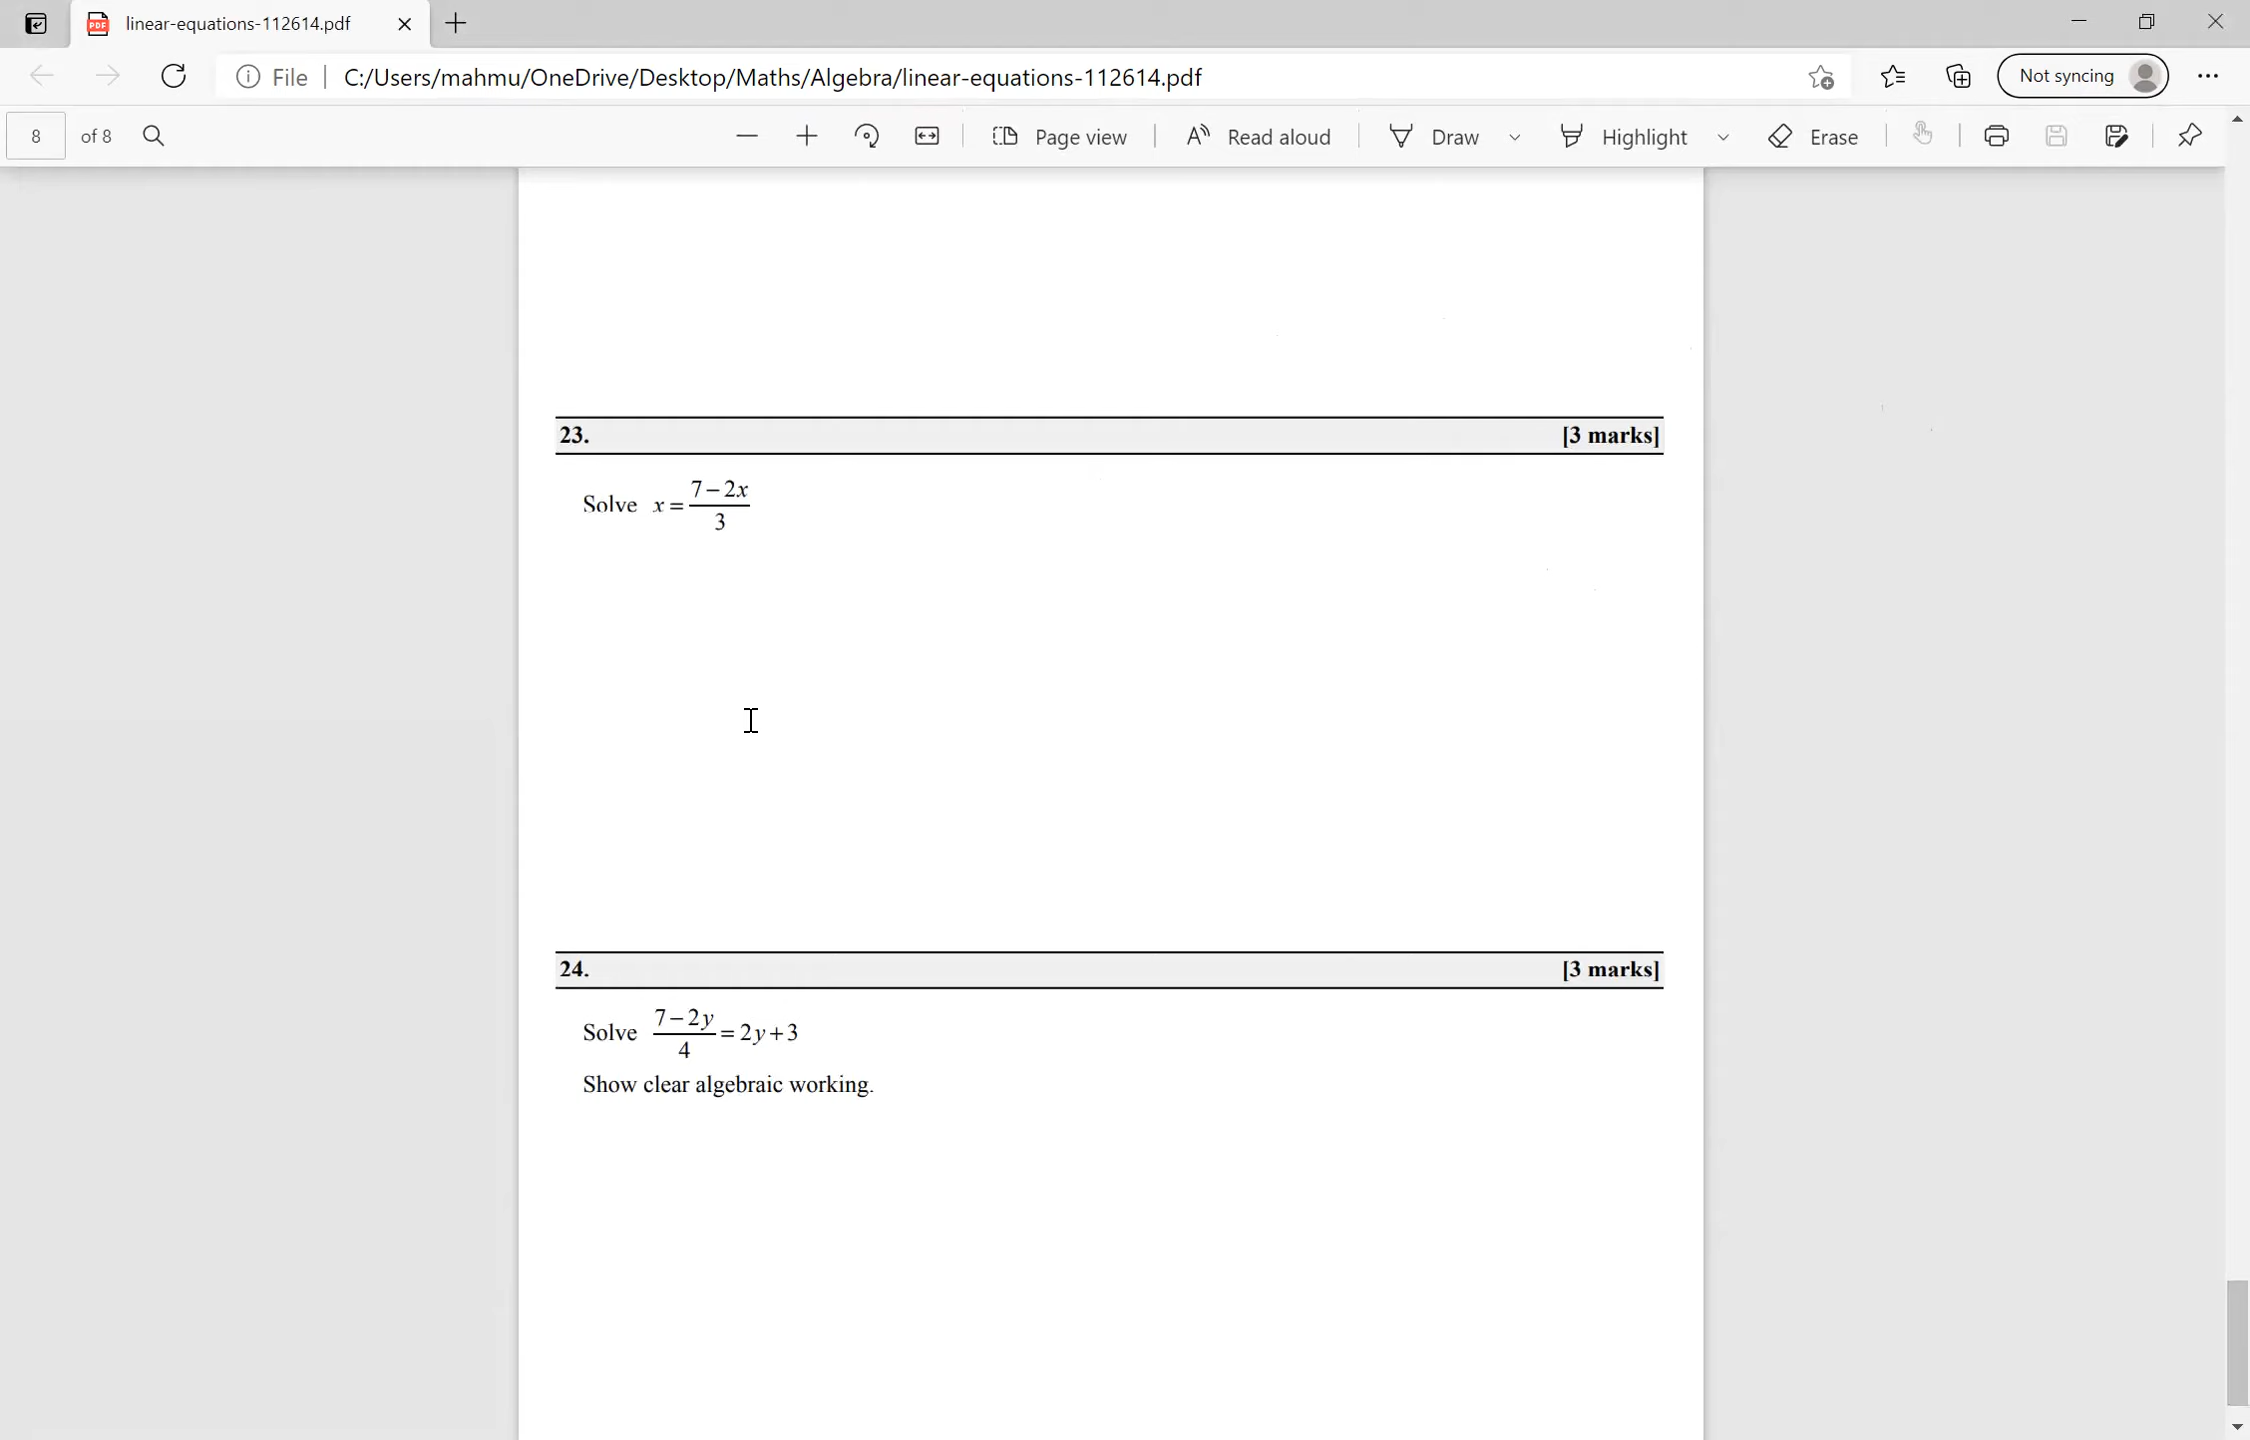 linear-equations-112614.pdf
File | C:/Users/mahmu/OneDrive/Desktop/Maths/Algebra/linear-equations-112614.pdf
Not syncing
8 of 8
Page view
Read aloud
Draw
Highlight
Erase
23. [3 marks]
Solve x = (7 − 2x)/3
24. [3 marks]
Solve (7 − 2y)/4 = 2y + 3
Show clear algebraic working.